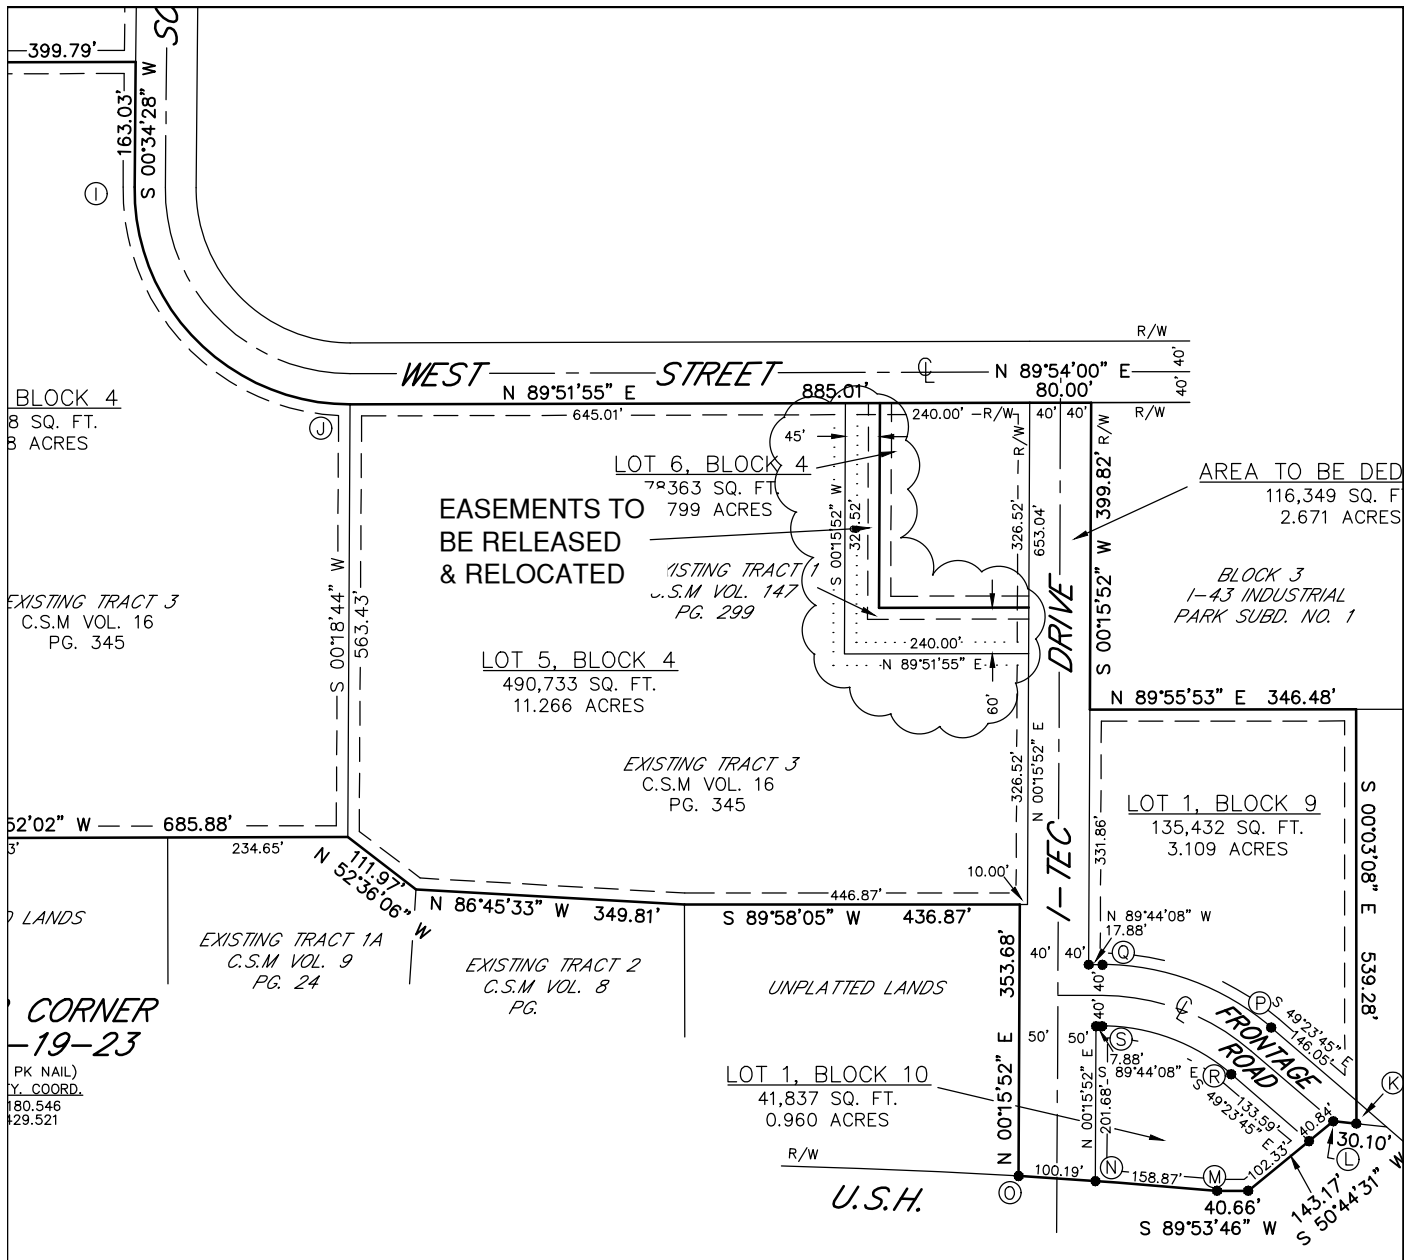 399.79'
163.03'
S 00°34'28" W
SO
I
J
R/W
40'
40'
R/W
WEST STREET
CL
N 89°54'00" E
80.00'
N 89°51'55" E 885.01'
645.01'
240.00'
R/W
40' 40'
BLOCK 4
8 SQ. FT.
8 ACRES
45'
LOT 6, BLOCK 4
78363 SQ. FT.
799 ACRES
EASEMENTS TO
BE RELEASED
& RELOCATED
S 00°15'52" W
326.52'
R/W
326.52'
653.04'
S 00°15'52" W 399.82' R/W
AREA TO BE DED
116,349 SQ. F
2.671 ACRES
BLOCK 3
I-43 INDUSTRIAL
PARK SUBD. NO. 1
ISTING TRACT 1
C.S.M VOL. 147
PG. 299
EXISTING TRACT 3
C.S.M VOL. 16
PG. 345
S 00°18'44" W
563.43'
LOT 5, BLOCK 4
490,733 SQ. FT.
11.266 ACRES
240.00'
N 89°51'55" E
60'
I-TEC DRIVE
326.52'
N 00°15'52" E
N 89°55'53" E 346.48'
EXISTING TRACT 3
C.S.M VOL. 16
PG. 345
LOT 1, BLOCK 9
135,432 SQ. FT.
3.109 ACRES
331.86'
S 00°03'08" E 539.28'
52'02" W 685.88'
3'
234.65'
111.97'
N 52°36'06" W
N 86°45'33" W 349.81'
446.87'
10.00'
S 89°58'05" W 436.87'
LANDS
EXISTING TRACT 1A
C.S.M VOL. 9
PG. 24
EXISTING TRACT 2
C.S.M VOL. 8
PG.
UNPLATTED LANDS
353.68'
N 00°15'52" E
N 89°44'08" W
17.88'
40' 40'
Q
40'
40'
CL
P
S 49°23'45" E
146.05'
FRONTAGE
ROAD
50' 50'
S
7.88'
S 89°44'08" E
R
S 49°23'45" E
133.59'
N 00°15'52" E
201.68'
CORNER
-19-23
PK NAIL)
TY. COORD.
180.546
429.521
LOT 1, BLOCK 10
41,837 SQ. FT.
0.960 ACRES
K
40.84'
30.10'
L
102.33'
143.17'
S 50°44'31" W
R/W
U.S.H.
O
100.19'
N
158.87'
M
40.66'
S 89°53'46" W